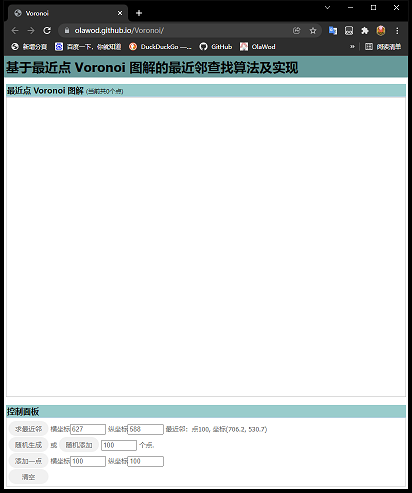 Voronoi
olawod.github.io/Voronoi/
新增分頁 百度一下，你就知道 DuckDuckGo —... GitHub OlaWod » 阅读清单
基于最近点 Voronoi 图解的最近邻查找算法及实现
最近点 Voronoi 图解 (当前共0个点)
控制面板
求最近邻 横坐标 627 纵坐标 588 最近邻：点100, 坐标(706.2, 530.7)
随机生成 或 随机添加 100 个点.
添加一点 横坐标 100 纵坐标 100
清空